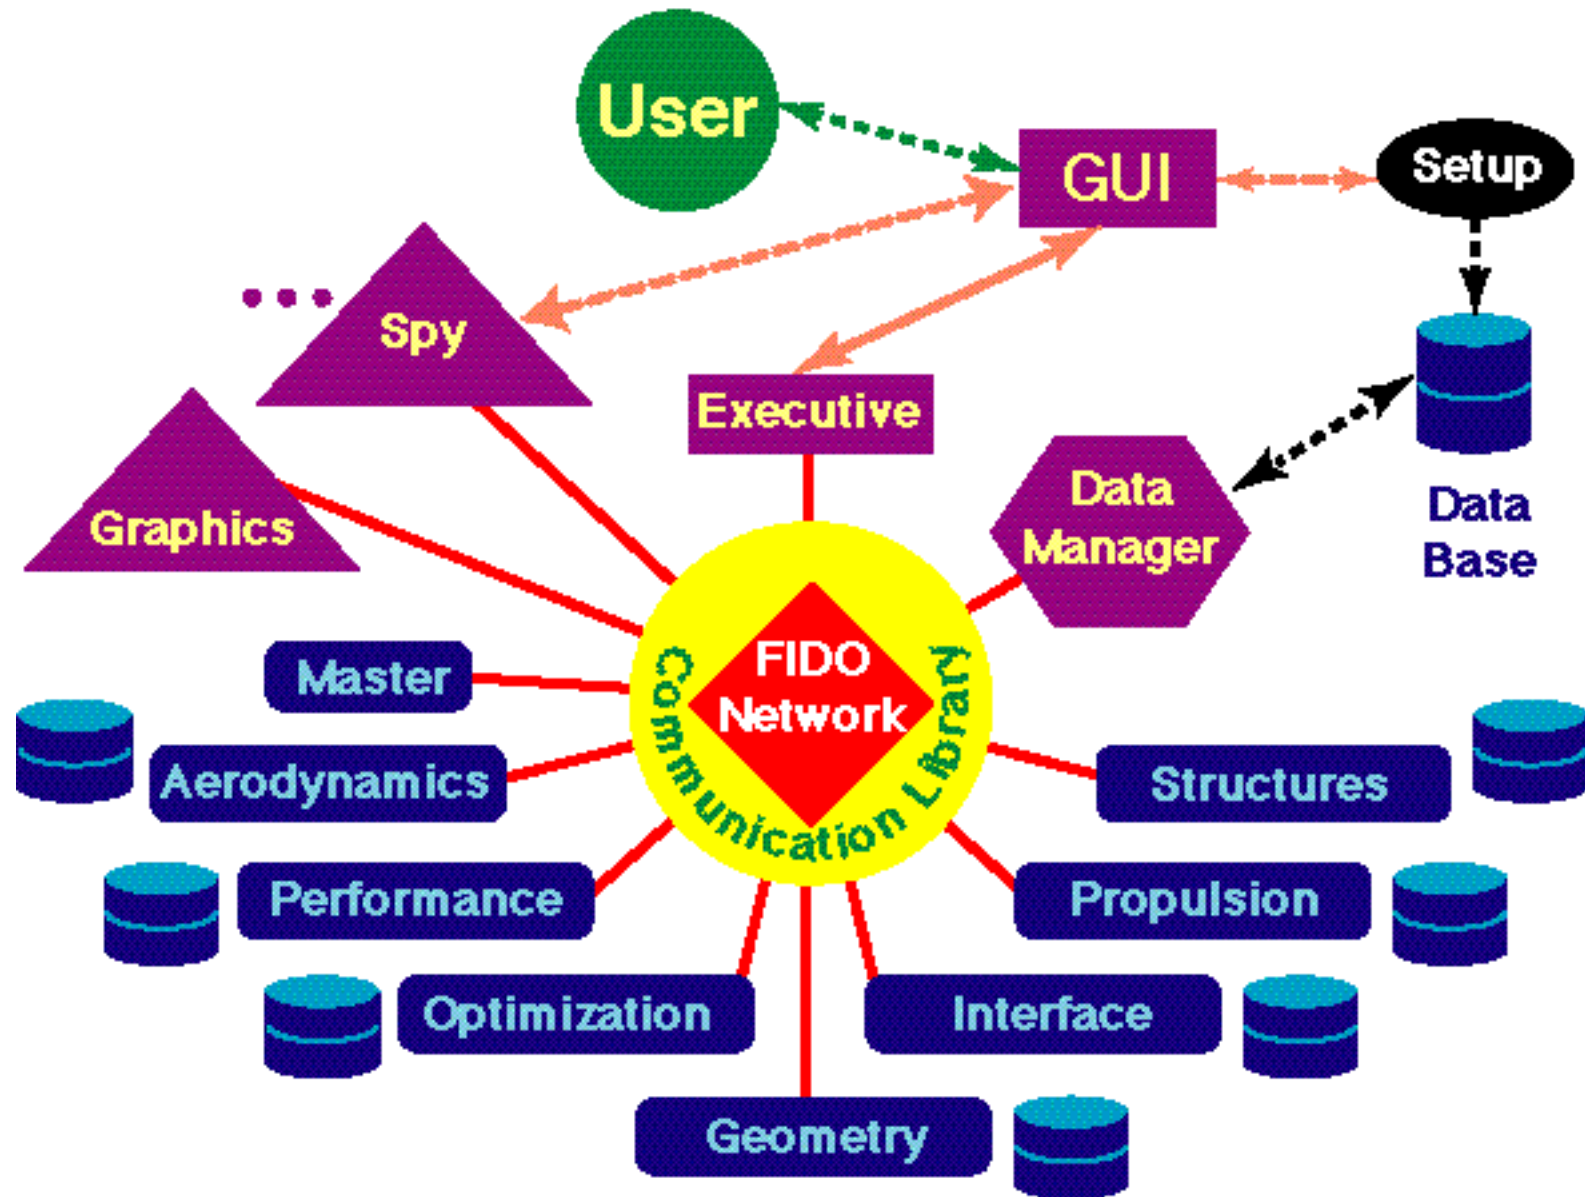 User
GUI
Setup
Spy
Executive
Graphics
Data
Manager
Data
Base
FIDO
Network
Communication Library
Master
Aerodynamics
Structures
Performance
Propulsion
Optimization
Interface
Geometry